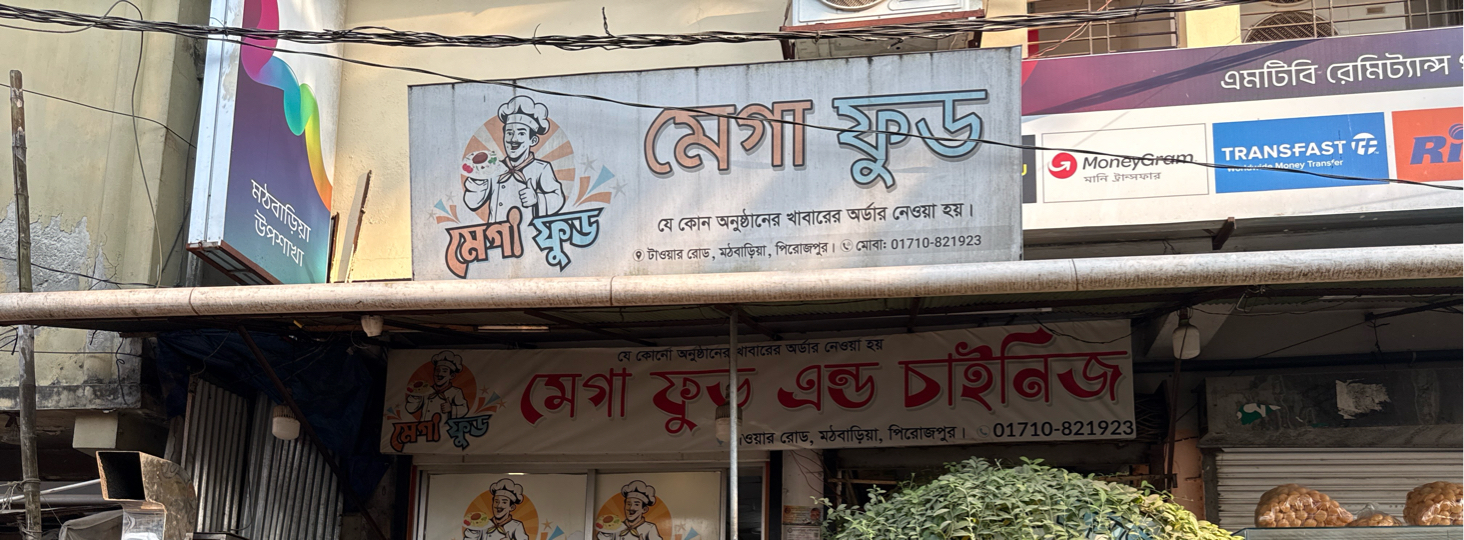 মঠবাড়িয়া
উপশাখা
মেগা ফুড
মেগা ফুড
যে কোন অনুষ্ঠানের খাবারের অর্ডার নেওয়া হয়।
টাওয়ার রোড, মঠবাড়িয়া, পিরোজপুর। মোবা: 01710-821923
এমটিবি রেমিট্যান্স
MoneyGram
মানি ট্রান্সফার
TRANSFAST
Worldwide Money Transfer
যে কোনো অনুষ্ঠানের খাবারের অর্ডার নেওয়া হয়
মেগা ফুড এন্ড চাইনিজ
মেগা ফুড
রোড, মঠবাড়িয়া, পিরোজপুর। 01710-821923